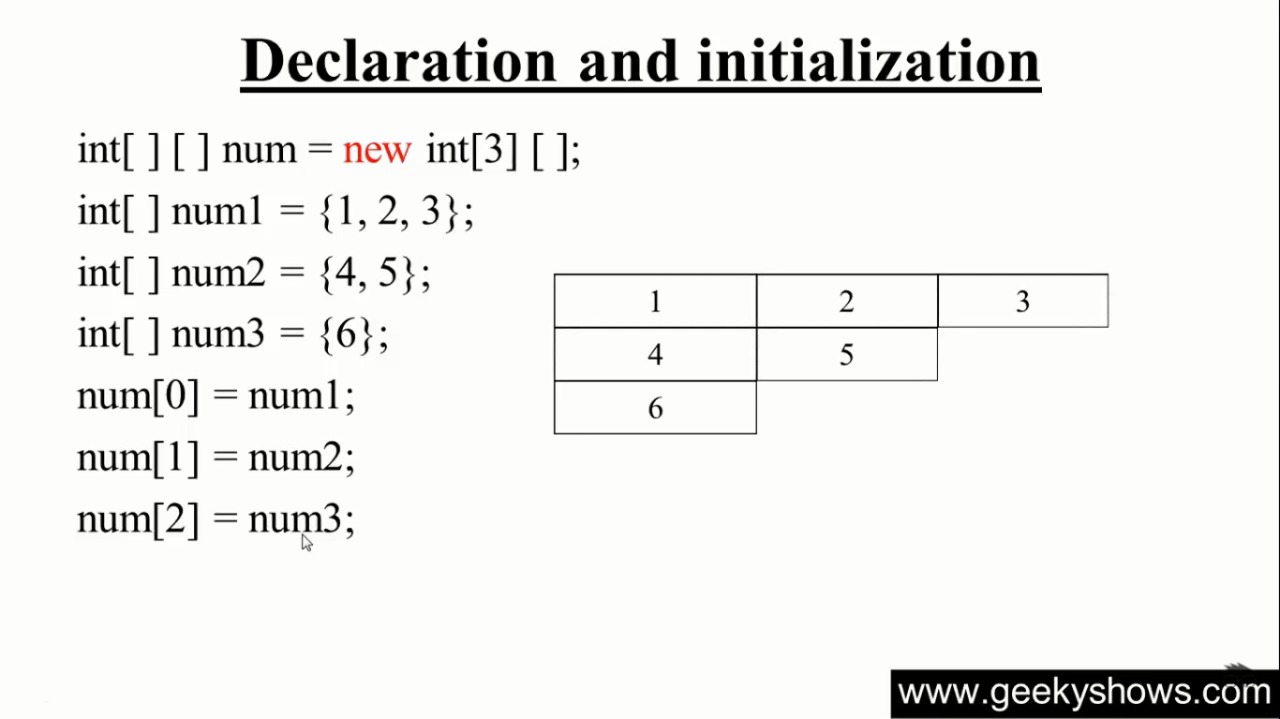 Declaration and initialization
int[ ] [ ] num = new int[3] [ ];
int[ ] num1 = {1, 2, 3};
int[ ] num2 = {4, 5};
int[ ] num3 = {6};
num[0] = num1;
num[1] = num2;
num[2] = num3;
1 2 3
4 5
6
www.geekyshows.com